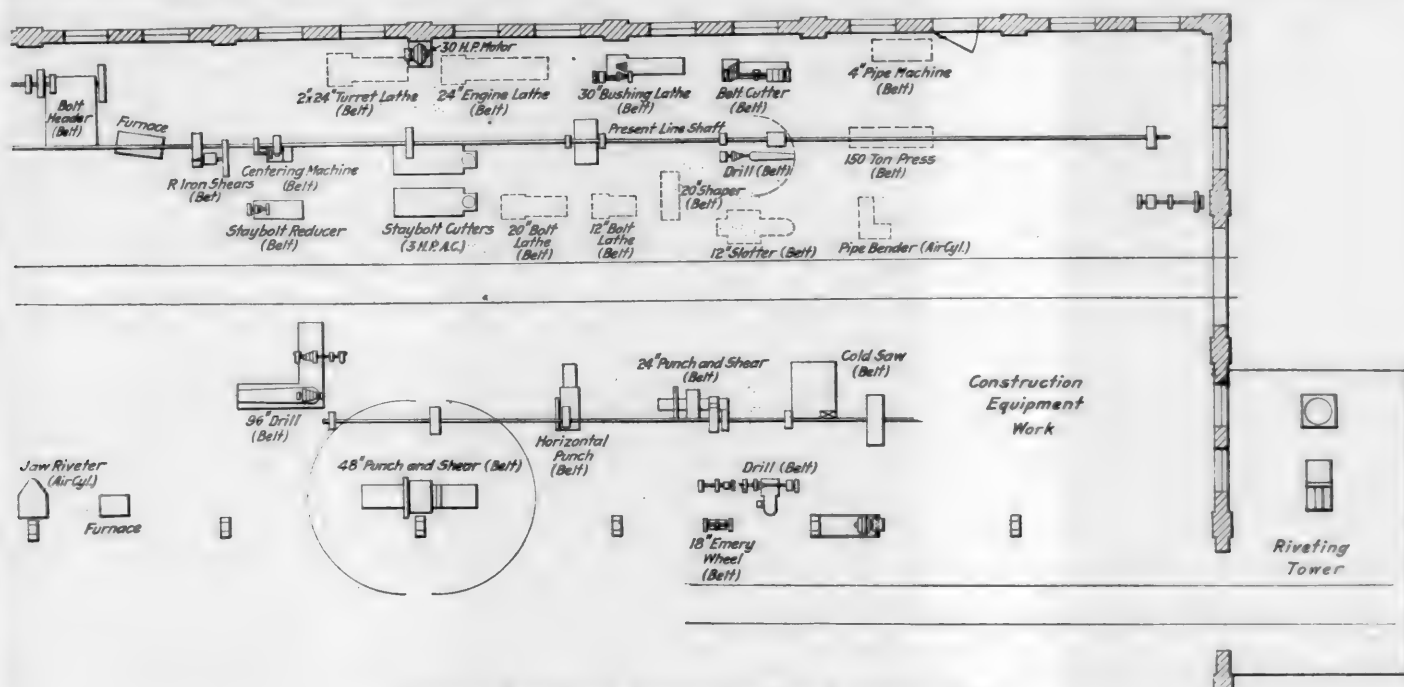 30 H.P. Motor
2"x24" Turret Lathe
(Belt)
24" Engine Lathe
(Belt)
30" Bushing Lathe
(Belt)
Bolt Cutter
(Belt)
4" Pipe Machine
(Belt)
Bolt
Header
(Belt)
Furnace
Present Line Shaft
R Iron Shears
(Belt)
Centering Machine
(Belt)
Drill (Belt)
150 Ton Press
(Belt)
20" Shaper
(Belt)
Staybolt Reducer
(Belt)
Staybolt Cutters
(3 H.P. A.C.)
20" Bolt
Lathe
(Belt)
12" Bolt
Lathe
(Belt)
12" Slotter (Belt)
Pipe Bender (Air Cyl.)
24" Punch and Shear
(Belt)
Cold Saw
(Belt)
Construction
Equipment
Work
96" Drill
(Belt)
Horizontal
Punch
(Belt)
Jaw Riveter
(Air Cyl.)
Furnace
48" Punch and Shear (Belt)
Drill (Belt)
18" Emery
Wheel
(Belt)
Riveting
Tower